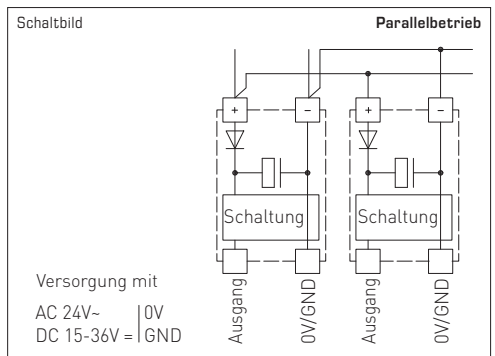 Schaltbild
Parallelbetrieb
+ − + −
Schaltung Schaltung
Versorgung mit
AC 24V~ | 0V
DC 15-36V = | GND
Ausgang
0V/GND
Ausgang
0V/GND